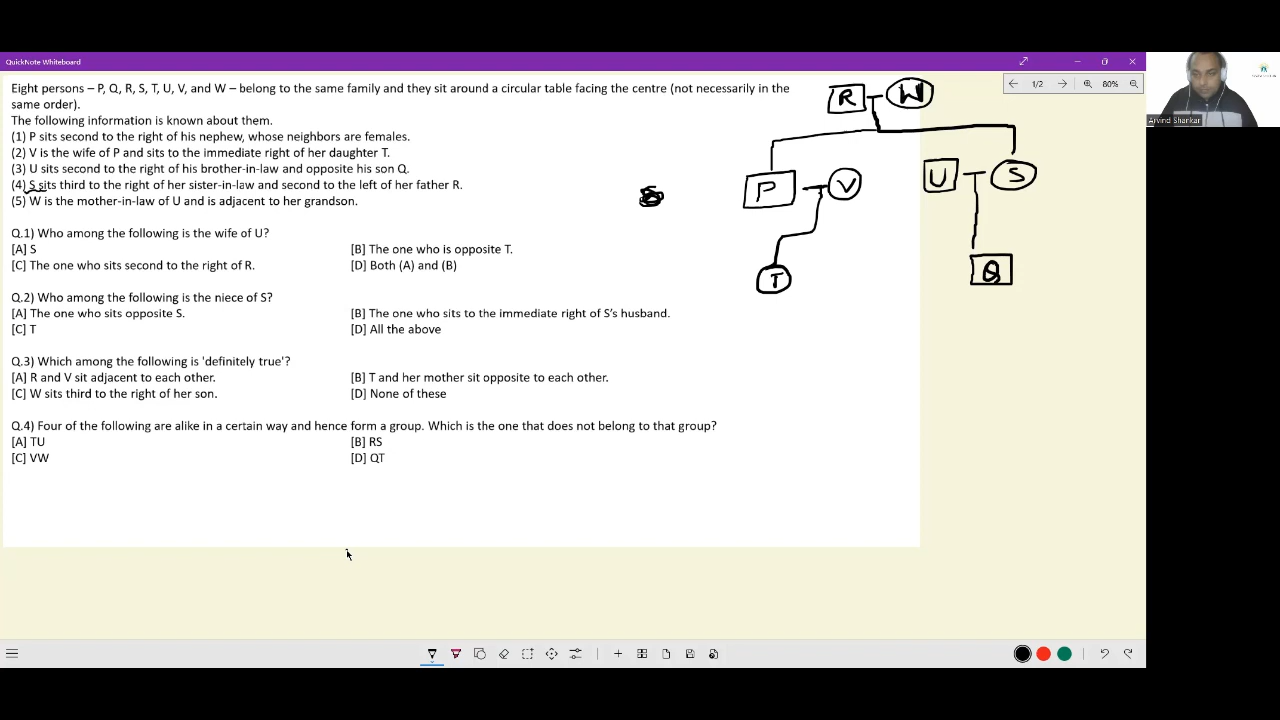 QuickNote Whiteboard
1/2
80%
Arvind Shankar
Eight persons – P, Q, R, S, T, U, V, and W – belong to the same family and they sit around a circular table facing the centre (not necessarily in the
same order).
The following information is known about them.
(1) P sits second to the right of his nephew, whose neighbors are females.
(2) V is the wife of P and sits to the immediate right of her daughter T.
(3) U sits second to the right of his brother-in-law and opposite his son Q.
(4) S sits third to the right of her sister-in-law and second to the left of her father R.
(5) W is the mother-in-law of U and is adjacent to her grandson.
Q.1) Who among the following is the wife of U?
[A] S [B] The one who is opposite T.
[C] The one who sits second to the right of R. [D] Both (A) and (B)
Q.2) Who among the following is the niece of S?
[A] The one who sits opposite S. [B] The one who sits to the immediate right of S's husband.
[C] T [D] All the above
Q.3) Which among the following is 'definitely true'?
[A] R and V sit adjacent to each other. [B] T and her mother sit opposite to each other.
[C] W sits third to the right of her son. [D] None of these
Q.4) Four of the following are alike in a certain way and hence form a group. Which is the one that does not belong to that group?
[A] TU [B] RS
[C] VW [D] QT
R W
P V U S
T Q